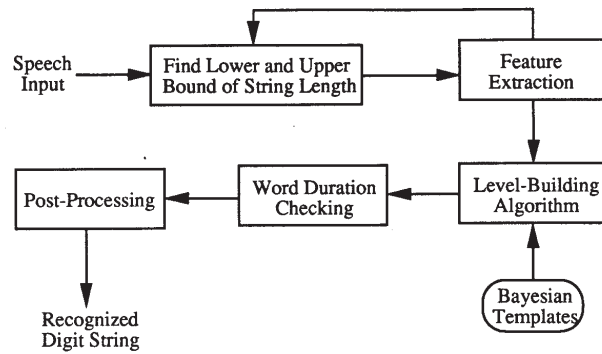 Speech
Input
Find Lower and Upper
Bound of String Length
Feature
Extraction
Level-Building
Algorithm
Word Duration
Checking
Post-Processing
Bayesian
Templates
Recognized
Digit String